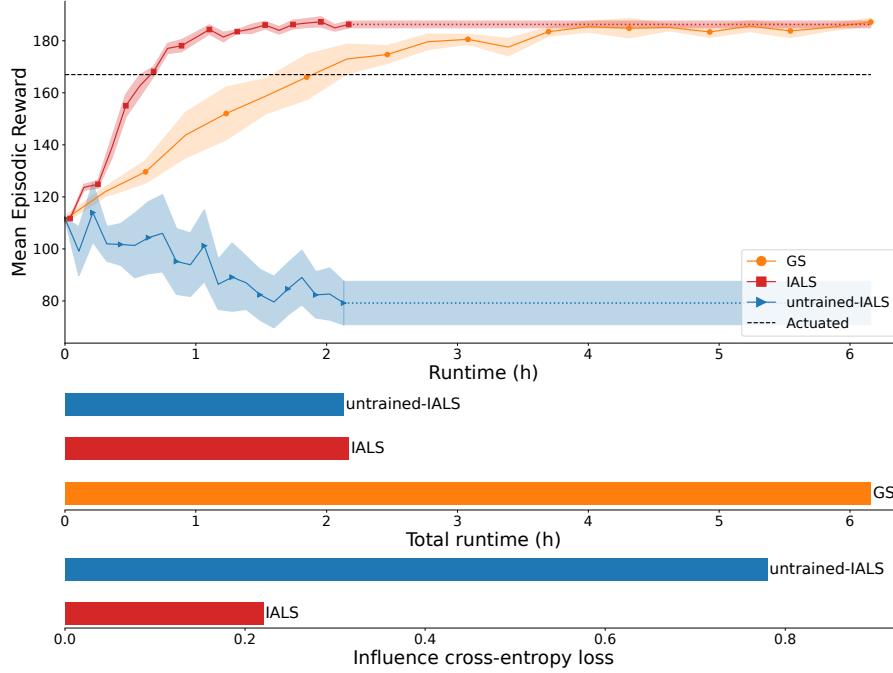 Mean Episodic Reward
180
160
140
120
100
80
GS
IALS
untrained-IALS
Actuated
0 1 2 3 4 5 6
Runtime (h)
untrained-IALS
IALS
GS
0 1 2 3 4 5 6
Total runtime (h)
untrained-IALS
IALS
0.0 0.2 0.4 0.6 0.8
Influence cross-entropy loss